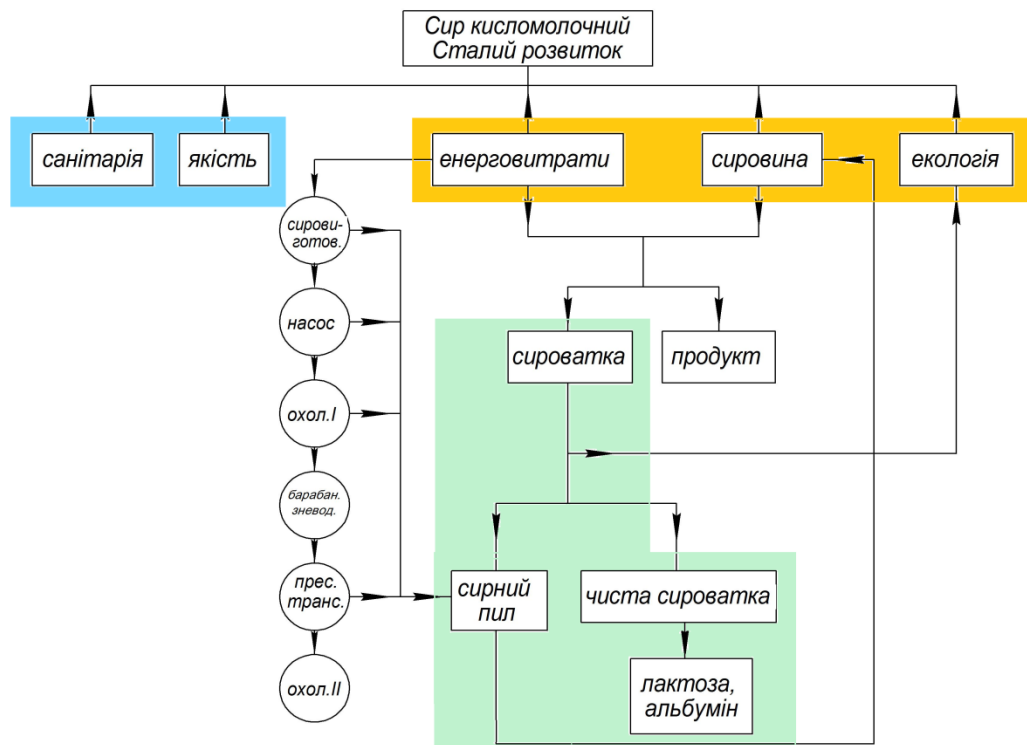 Сир кисломолочний
Сталий розвиток
санітарія
якість
енерговитрати
сировина
екологія
сирови-
готов.
насос
охол.I
барабан.
зневод.
прес.
транс.
охол.II
сироватка
продукт
сирний
пил
чиста сироватка
лактоза,
альбумін